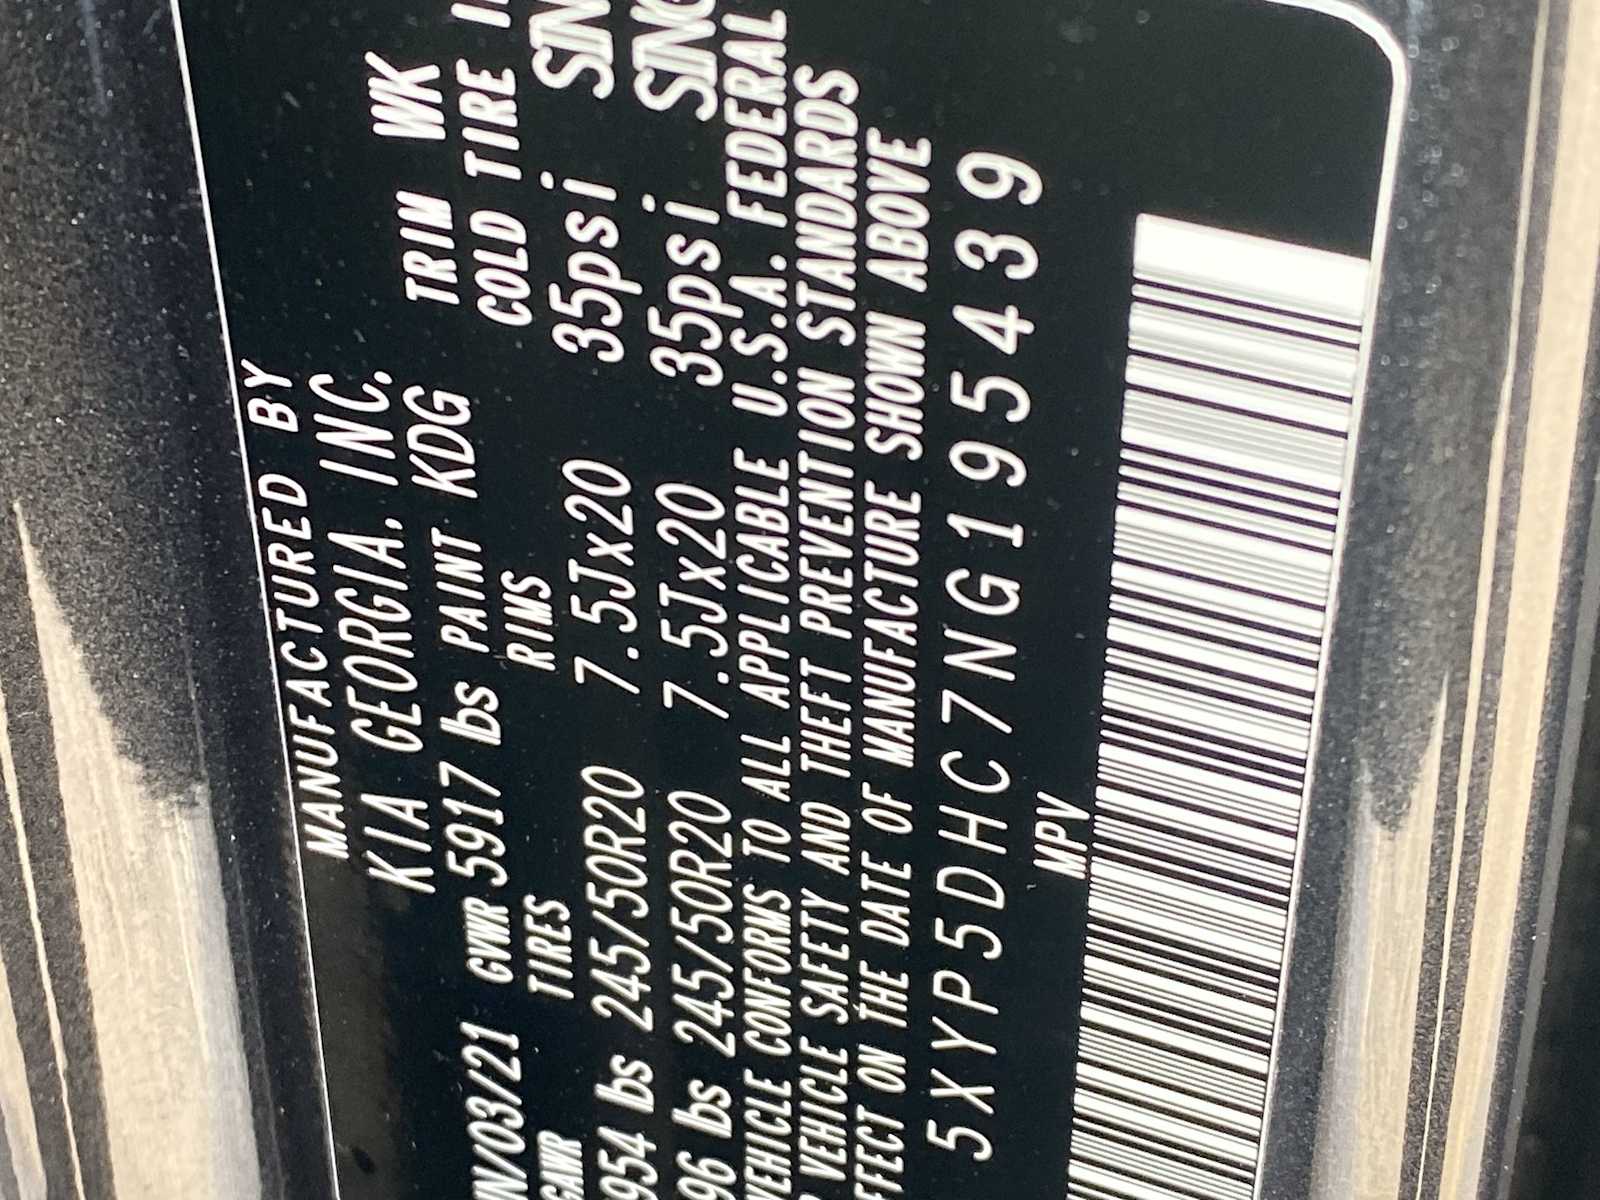 MANUFACTURED BY
KIA GEORGIA, INC.
N/03/21 GVWR 5917 lbs PAINT KDG TRIM WK
GAWR TIRES RIMS COLD TIRE
954 lbs 245/50R20 7.5Jx20 35psi
96 lbs 245/50R20 7.5Jx20 35psi
VEHICLE CONFORMS TO ALL APPLICABLE U.S.A. FEDERAL
VEHICLE SAFETY AND THEFT PREVENTION STANDARDS
FFECT ON THE DATE OF MANUFACTURE SHOWN ABOVE
5XYP5DHC7NG195439
MPV